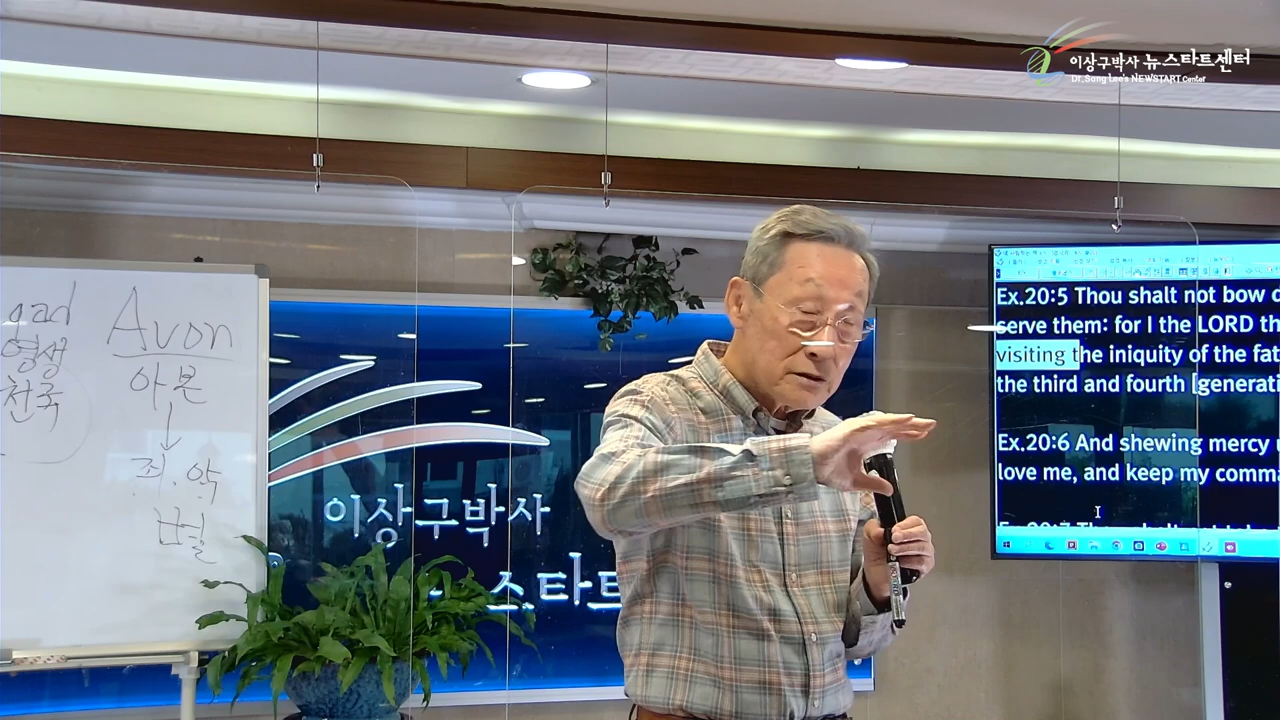 이상구박사 뉴스타트센터
Dr. Sang Lee's NEWSTART Center
영생
천국
Avon
아본
죄.악
벌
이상구박사
스타트
Ex.20:5 Thou shalt not bow
serve them: for I the LORD th
visiting the iniquity of the fat
the third and fourth [generati
Ex.20:6 And shewing mercy
love me, and keep my comma